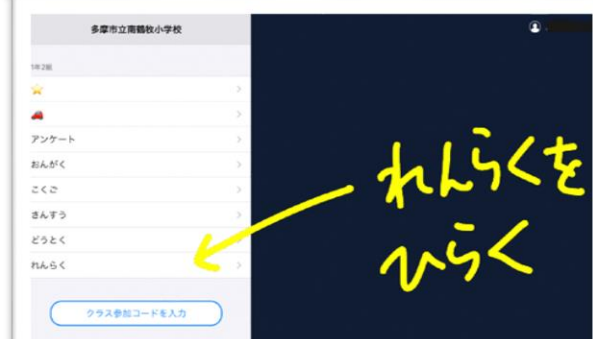 多摩市立南鶴牧小学校
1年2組
⭐
🚗
アンケート
おんがく
こくご
さんすう
どうとく
れんらく
クラス参加コードを入力
れんらくを
ひらく